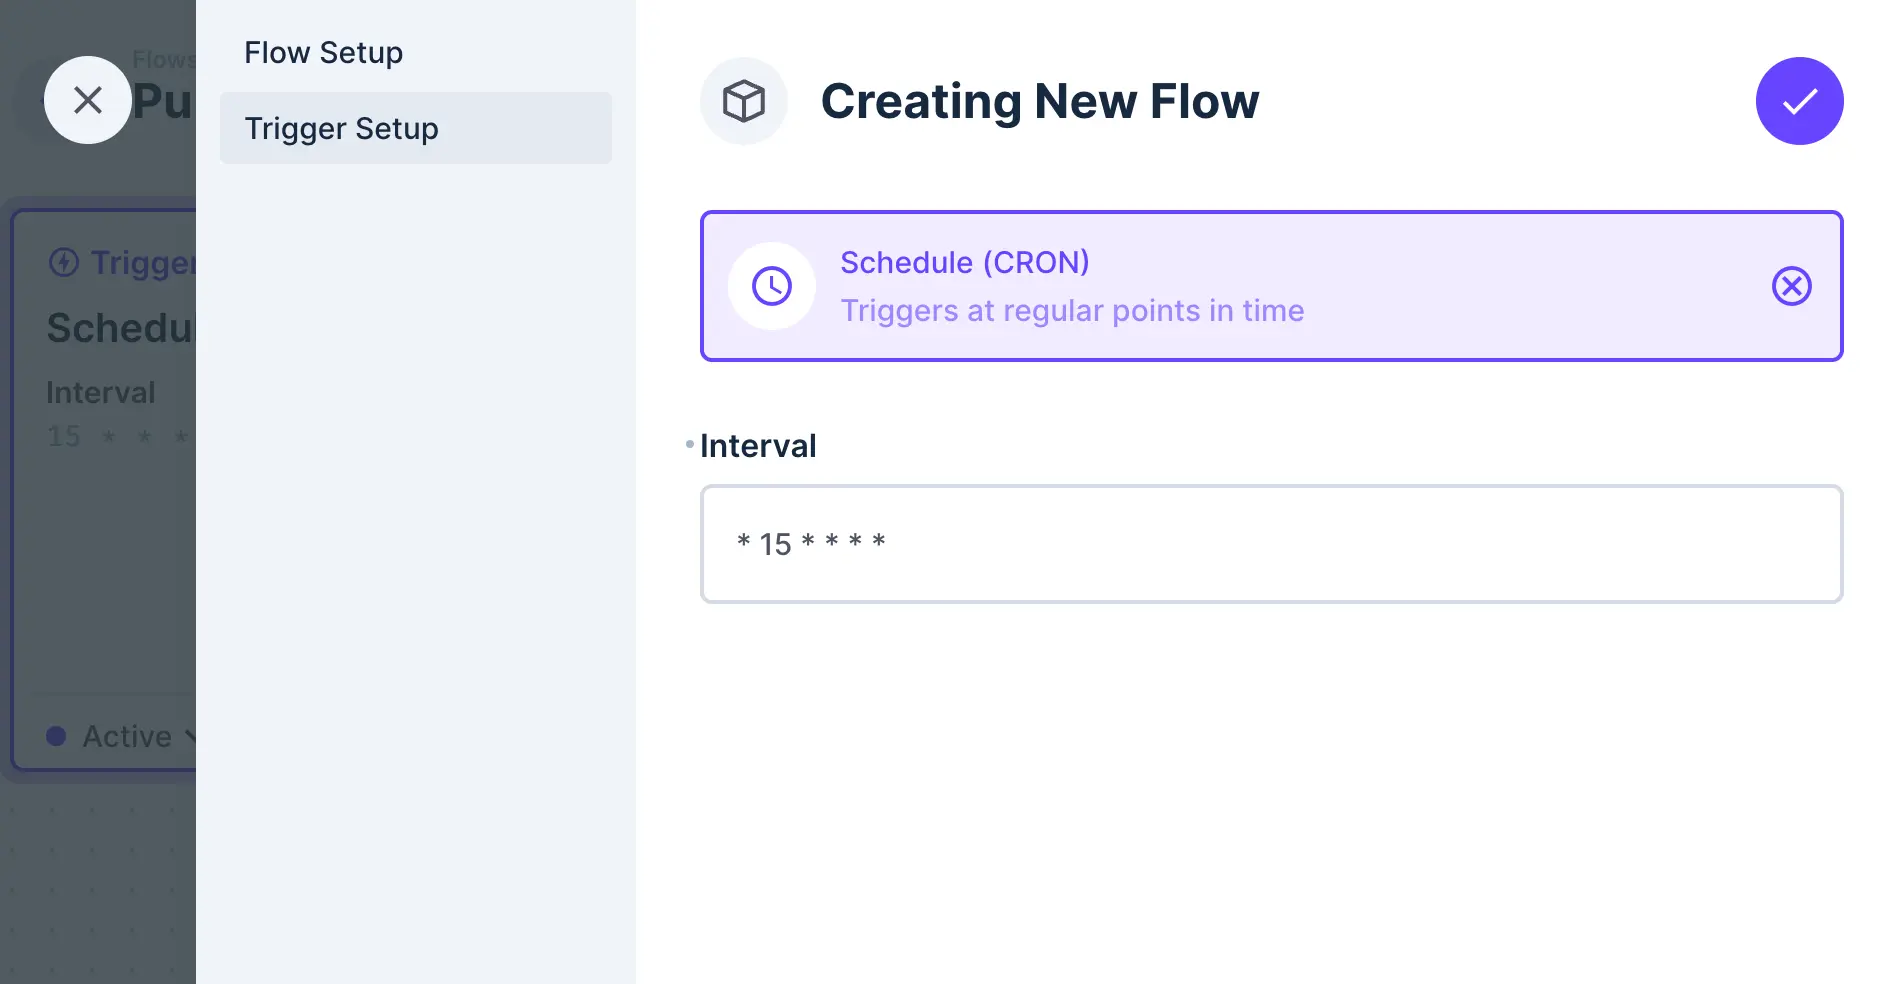 Flows
Pu
Trigger
Schedul
Interval
15 * * *
Active
Flow Setup
Trigger Setup
Creating New Flow
Schedule (CRON)
Triggers at regular points in time
Interval
* 15 * * * *